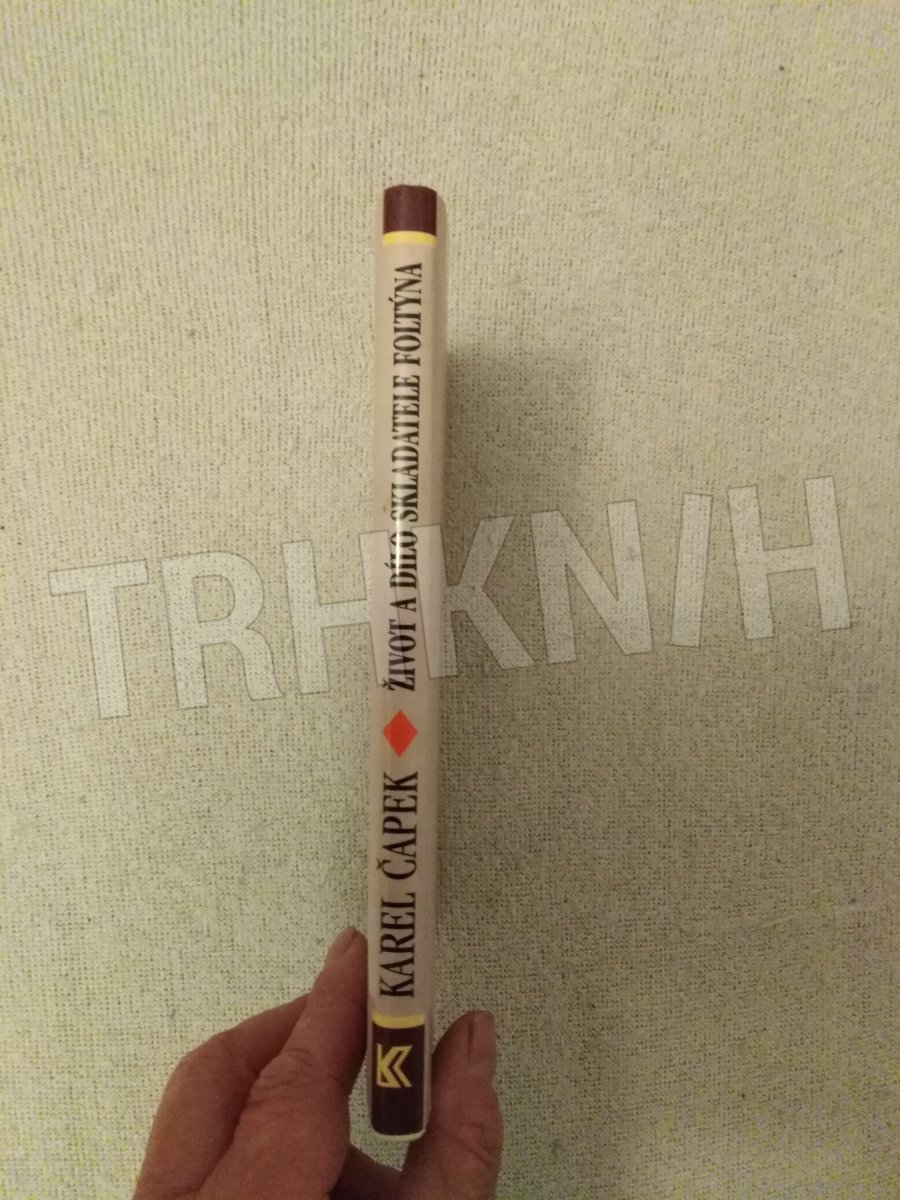 KAREL ČAPEK ♦ ŽIVOT A DÍLO SKLADATELE FOLTÝNA
TRHKNIH